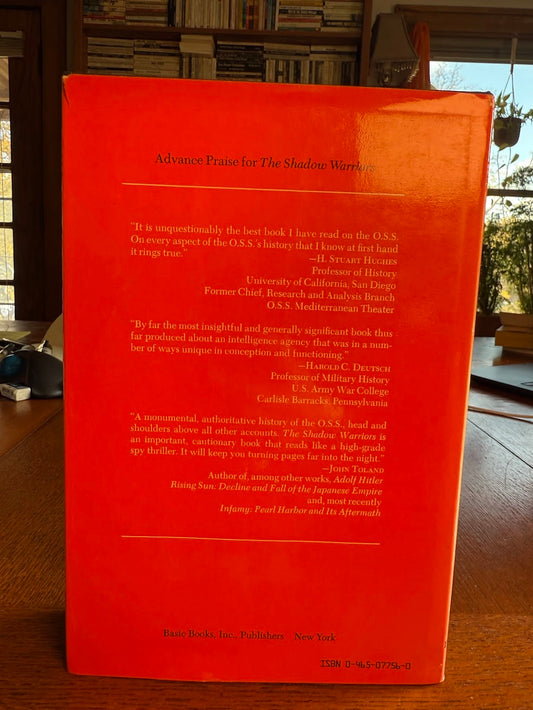 Advance Praise for The Shadow Warriors
"It is unquestionably the best book I have read on the O.S.S.
On every aspect of the O.S.S.'s history that I know at first hand
it rings true."
—H. STUART HUGHES
Professor of History
University of California, San Diego
Former Chief, Research and Analysis Branch
O.S.S. Mediterranean Theater
"By far the most insightful and generally significant book thus
far produced about an intelligence agency that was in a num-
ber of ways unique in conception and functioning."
—HAROLD C. DEUTSCH
Professor of Military History
U.S. Army War College
Carlisle Barracks, Pennsylvania
"A monumental, authoritative history of the O.S.S., head and
shoulders above all other accounts. The Shadow Warriors is
an important, cautionary book that reads like a high-grade
spy thriller. It will keep you turning pages far into the night."
—JOHN TOLAND
Author of, among other works, Adolf Hitler
Rising Sun: Decline and Fall of the Japanese Empire
and, most recently
Infamy: Pearl Harbor and Its Aftermath
Basic Books, Inc., Publishers New York
ISBN 0-465-07756-0